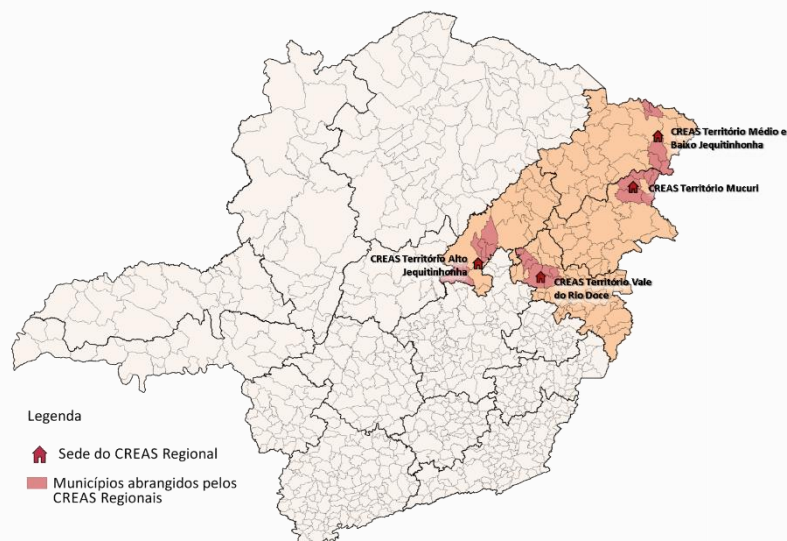 CREAS Território Médio e
Baixo Jequitinhonha
CREAS Território Mucuri
CREAS Território Alto
Jequitinhonha
CREAS Território Vale
do Rio Doce
Legenda
Sede do CREAS Regional
Municípios abrangidos pelos
CREAS Regionais